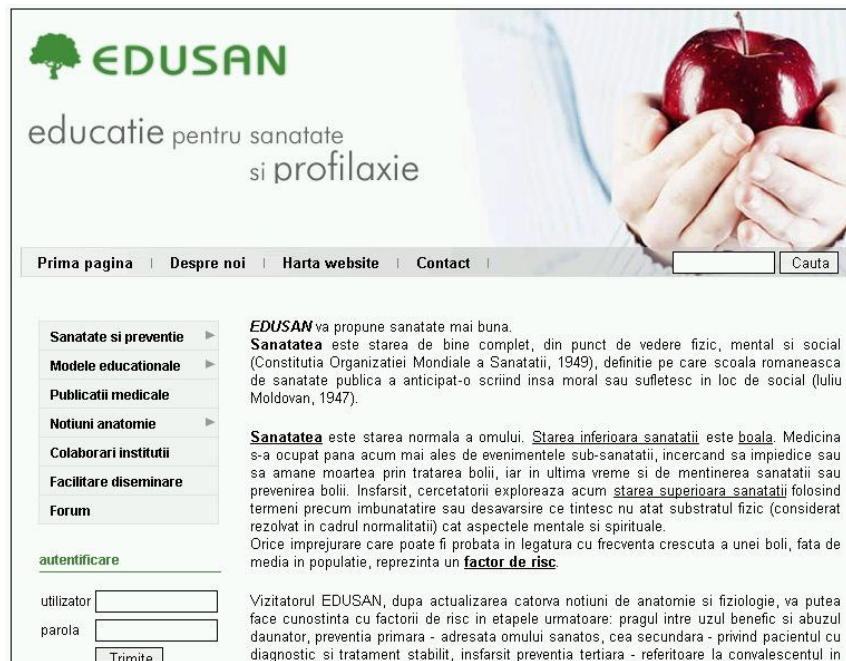 EDUSAN
educatie pentru sanatate
si profilaxie
Prima pagina | Despre noi | Harta website | Contact |
Cauta
Sanatate si preventie
Modele educationale
Publicatii medicale
Notiuni anatomie
Colaborari institutii
Facilitare diseminare
Forum
autentificare
utilizator
parola
Trimite
EDUSAN va propune sanatate mai buna.
Sanatatea este starea de bine complet, din punct de vedere fizic, mental si social
(Constitutia Organizatiei Mondiale a Sanatatii, 1949), definitie pe care scoala romaneasca
de sanatate publica a anticipat-o scriind insa moral sau sufletesc in loc de social (Iuliu
Moldovan, 1947).
Sanatatea este starea normala a omului. Starea inferioara sanatatii este boala. Medicina
s-a ocupat pana acum mai ales de evenimentele sub-sanatatii, incercand sa impiedice sau
sa amane moartea prin tratarea bolii, iar in ultima vreme si de mentinerea sanatatii sau
prevenirea bolii. Insfarsit, cercetatorii exploreaza acum starea superioara sanatatii folosind
termeni precum imbunatatire sau desavarsire ce tintesc nu atat substratul fizic (considerat
rezolvat in cadrul normalitatii) cat aspectele mentale si spirituale.
Orice imprejurare care poate fi probata in legatura cu frecventa crescuta a unei boli, fata de
media in populatie, reprezinta un factor de risc.
Vizitatorul EDUSAN, dupa actualizarea catorva notiuni de anatomie si fiziologie, va putea
face cunostinta cu factorii de risc in etapele urmatoare: pragul intre uzul benefic si abuzul
daunator, preventia primara - adresata omului sanatos, cea secundara - privind pacientul cu
diagnostic si tratament stabilit, insfarsit preventia tertiara - referitoare la convalescentul in